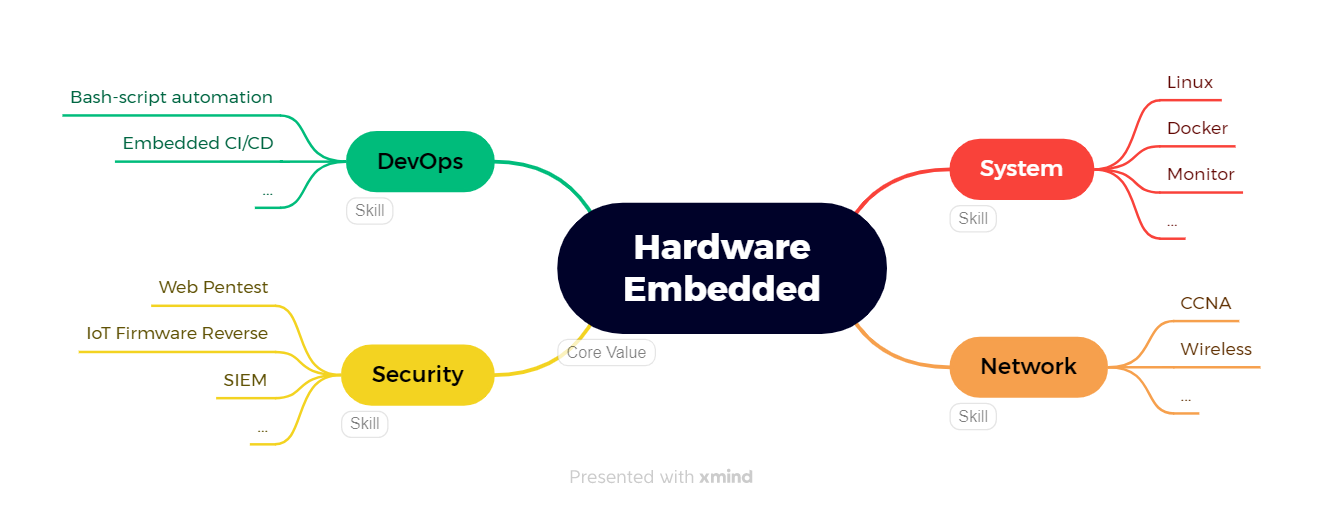 Hardware
Embedded
Core Value
DevOps
Skill
Bash-script automation
Embedded CI/CD
...
Security
Skill
Web Pentest
IoT Firmware Reverse
SIEM
...
System
Skill
Linux
Docker
Monitor
...
Network
Skill
CCNA
Wireless
...
Presented with xmind